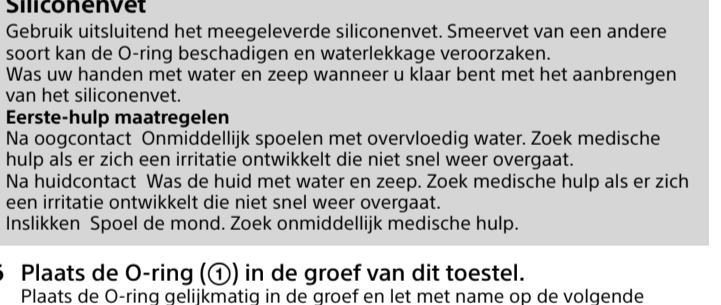 Siliconenvet
Gebruik uitsluitend het meegeleverde siliconenvet. Smeervet van een andere
soort kan de O-ring beschadigen en waterlekkage veroorzaken.
Was uw handen met water en zeep wanneer u klaar bent met het aanbrengen
van het siliconenvet.
Eerste-hulp maatregelen
Na oogcontact Onmiddellijk spoelen met overvloedig water. Zoek medische
hulp als er zich een irritatie ontwikkelt die niet snel weer overgaat.
Na huidcontact Was de huid met water en zeep. Zoek medische hulp als er zich
een irritatie ontwikkelt die niet snel weer overgaat.
Inslikken Spoel de mond. Zoek onmiddellijk medische hulp.
Plaats de O-ring (①) in de groef van dit toestel.
Plaats de O-ring gelijkmatig in de groef en let met name op de volgende